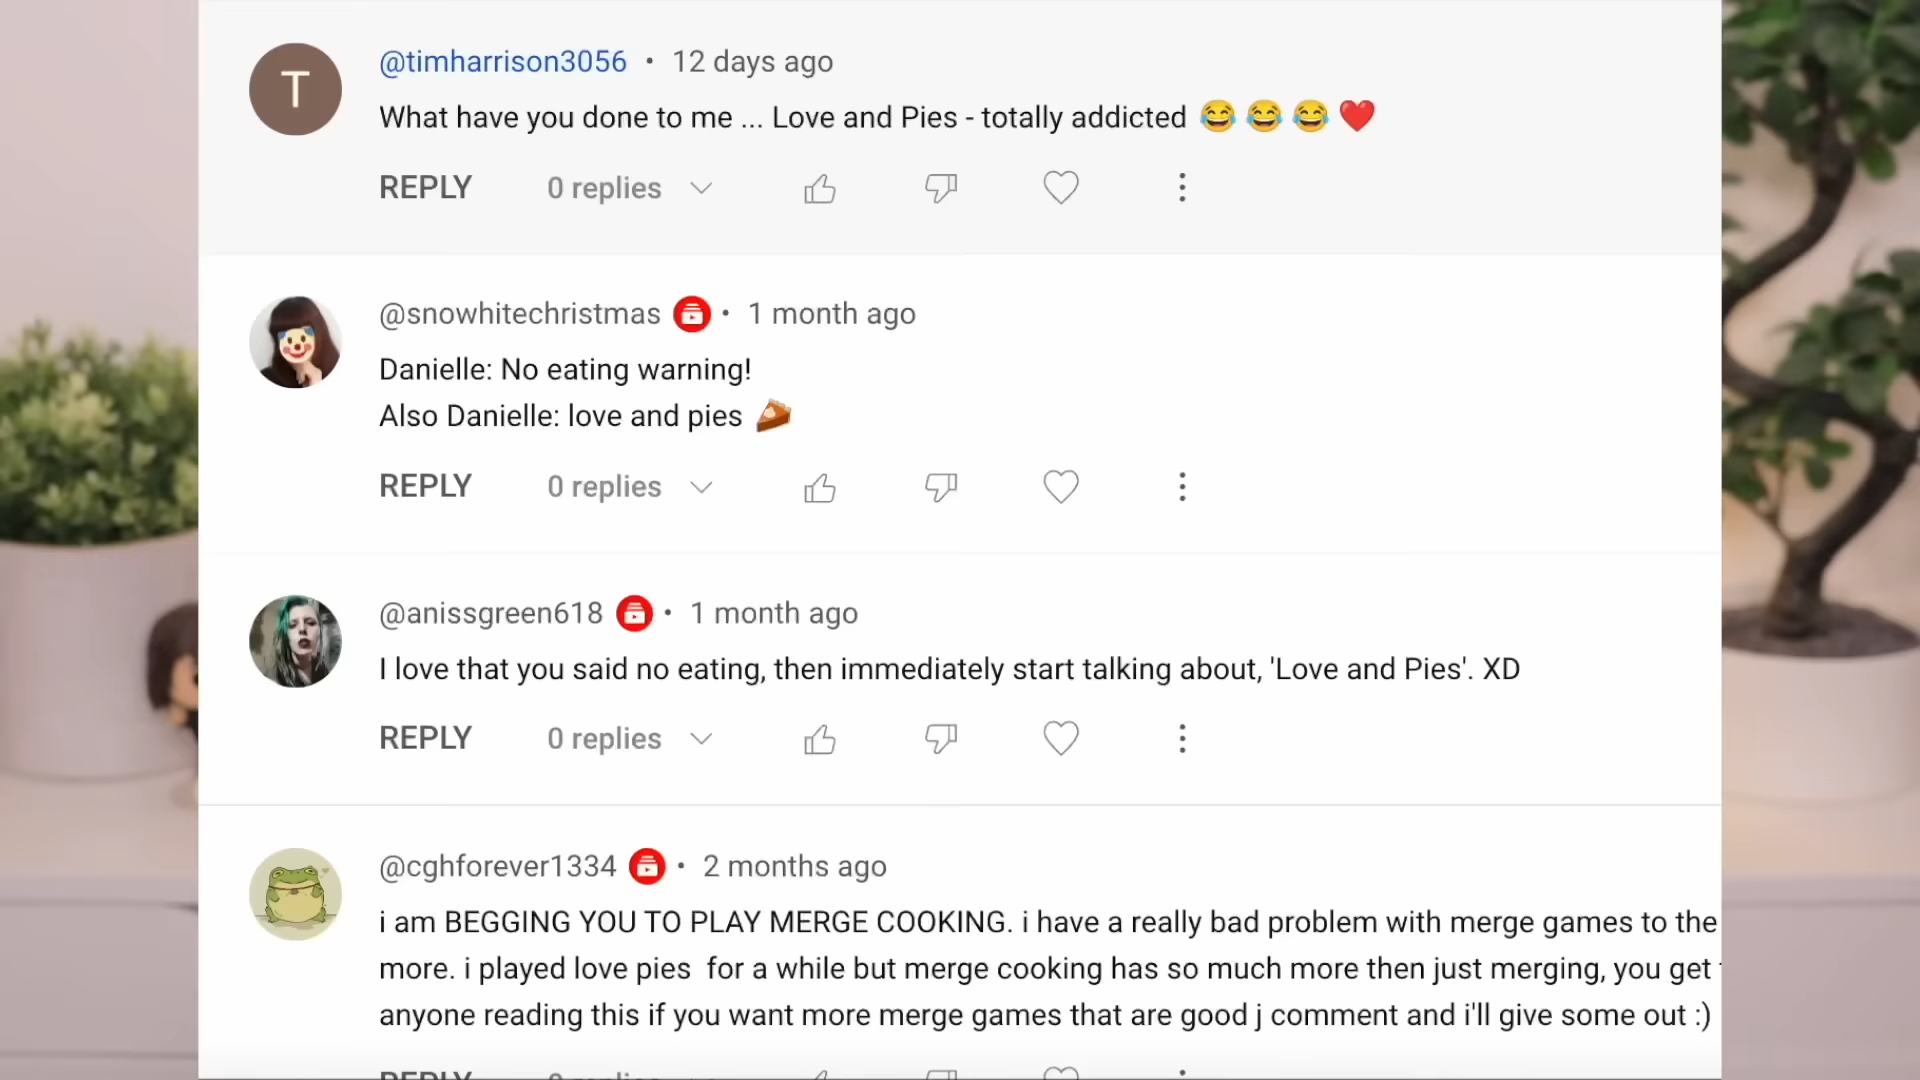 T
@timharrison3056 • 12 days ago
What have you done to me ... Love and Pies - totally addicted 😂 😂 😂 ❤️
REPLY 0 replies
@snowhitechristmas • 1 month ago
Danielle: No eating warning!
Also Danielle: love and pies 🥧
REPLY 0 replies
@anissgreen618 • 1 month ago
I love that you said no eating, then immediately start talking about, 'Love and Pies'. XD
REPLY 0 replies
@cghforever1334 • 2 months ago
i am BEGGING YOU TO PLAY MERGE COOKING. i have a really bad problem with merge games to the
more. i played love pies for a while but merge cooking has so much more then just merging, you get
anyone reading this if you want more merge games that are good j comment and i'll give some out :)
REPLY